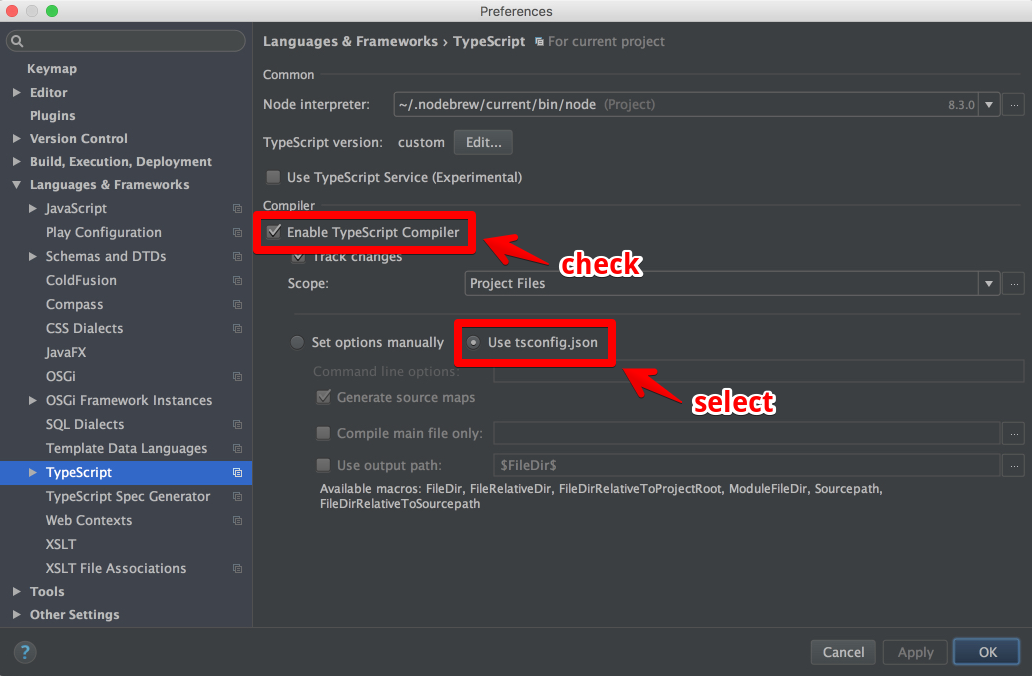 Preferences
Languages & Frameworks › TypeScript For current project
Keymap
Editor
Plugins
Version Control
Build, Execution, Deployment
Languages & Frameworks
JavaScript
Play Configuration
Schemas and DTDs
ColdFusion
Compass
CSS Dialects
JavaFX
OSGi
OSGi Framework Instances
SQL Dialects
Template Data Languages
TypeScript
TypeScript Spec Generator
Web Contexts
XSLT
XSLT File Associations
Tools
Other Settings
Common
Node interpreter: ~/.nodebrew/current/bin/node (Project) 8.3.0 ...
TypeScript version: custom Edit...
Use TypeScript Service (Experimental)
Compiler
Enable TypeScript Compiler
Track changes
check
Scope: Project Files ...
Set options manually Use tsconfig.json
Command line options:
select
Generate source maps
Compile main file only: ...
Use output path: $FileDir$ ...
Available macros: FileDir, FileRelativeDir, FileDirRelativeToProjectRoot, ModuleFileDir, Sourcepath,
FileDirRelativeToSourcepath
? Cancel Apply OK